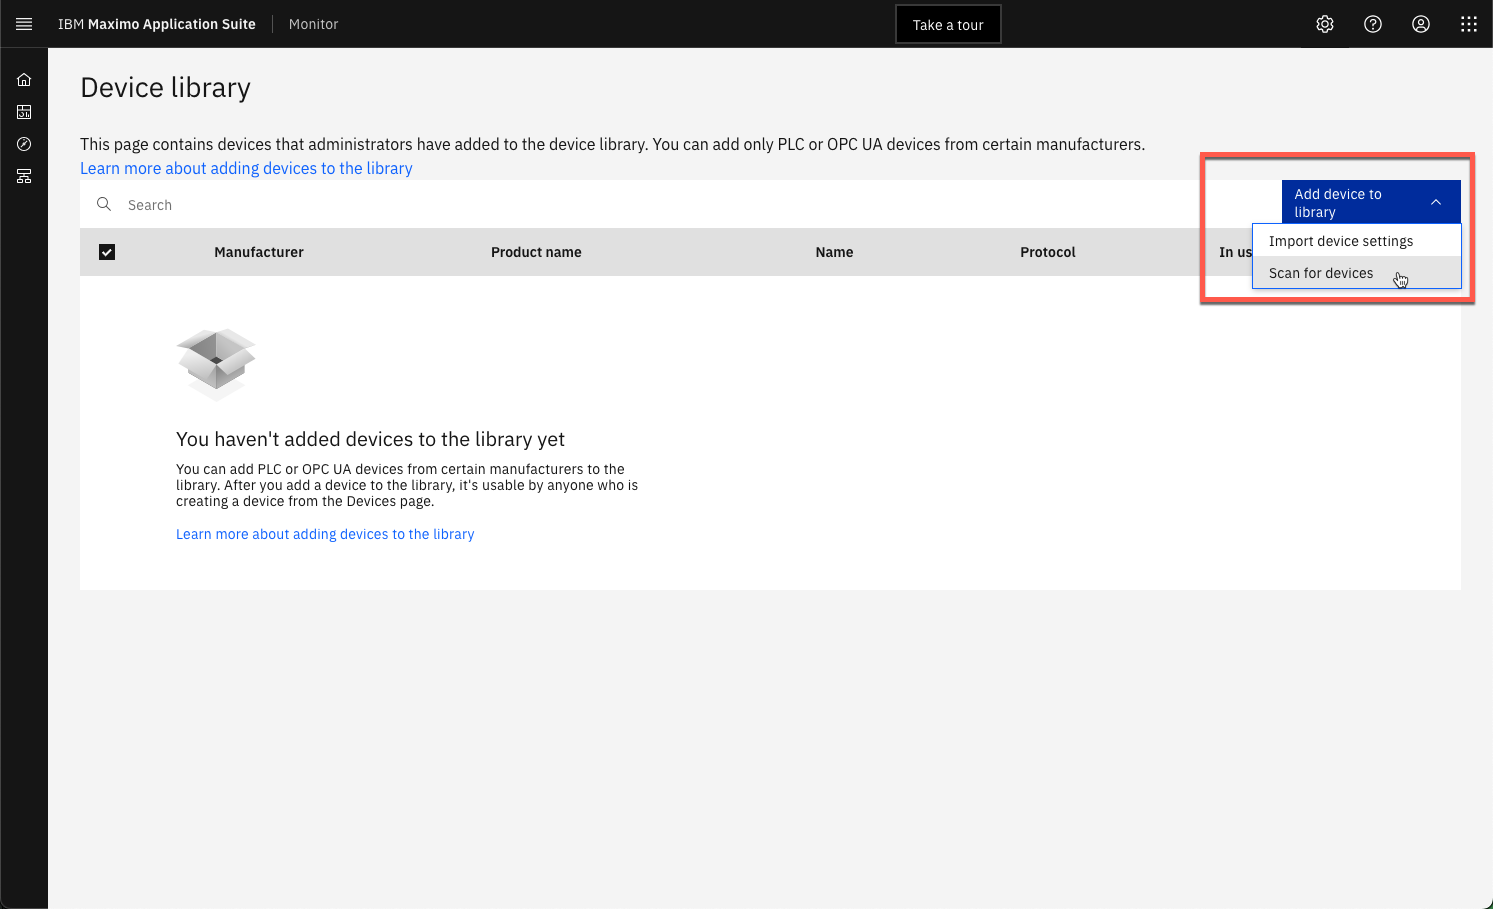 IBM Maximo Application Suite
Monitor
Take a tour
Device library
This page contains devices that administrators have added to the device library. You can add only PLC or OPC UA devices from certain manufacturers.
Learn more about adding devices to the library
Search
Add device to
library
Import device settings
Scan for devices
Manufacturer
Product name
Name
Protocol
In us
You haven't added devices to the library yet
You can add PLC or OPC UA devices from certain manufacturers to the
library. After you add a device to the library, it's usable by anyone who is
creating a device from the Devices page.
Learn more about adding devices to the library